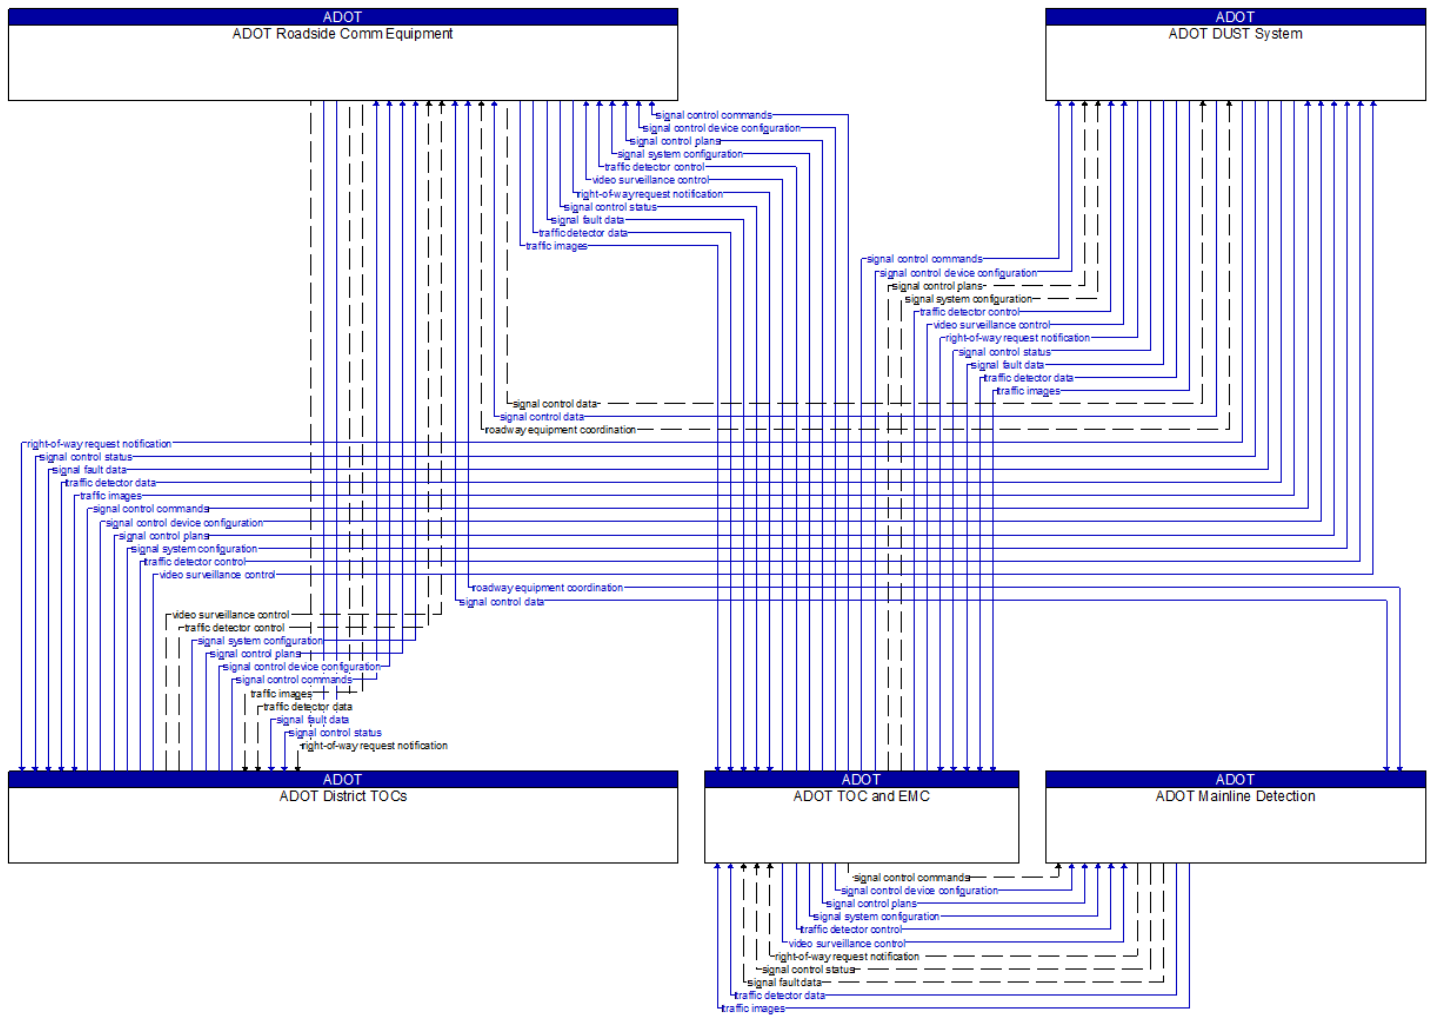 ADOT
ADOT Roadside Comm Equipment
ADOT
ADOT DUST System
signal control commands
signal control device configuration
signal control plans
signal system configuration
traffic detector control
video surveillance control
right-of-way request notification
signal control status
signal fault data
traffic detector data
traffic images
signal control commands
signal control device configuration
signal control plans
signal system configuration
traffic detector control
video surveillance control
right-of-way request notification
signal control status
signal fault data
traffic detector data
traffic images
signal control data
signal control data
roadway equipment coordination
right-of-way request notification
signal control status
signal fault data
traffic detector data
traffic images
signal control commands
signal control device configuration
signal control plans
signal system configuration
traffic detector control
video surveillance control
roadway equipment coordination
signal control data
video surveillance control
traffic detector control
signal system configuration
signal control plans
signal control device configuration
signal control commands
traffic images
traffic detector data
signal fault data
signal control status
right-of-way request notification
ADOT
ADOT District TOCs
ADOT
ADOT TOC and EMC
ADOT
ADOT Mainline Detection
signal control commands
signal control device configuration
signal control plans
signal system configuration
traffic detector control
video surveillance control
right-of-way request notification
signal control status
signal fault data
traffic detector data
traffic images